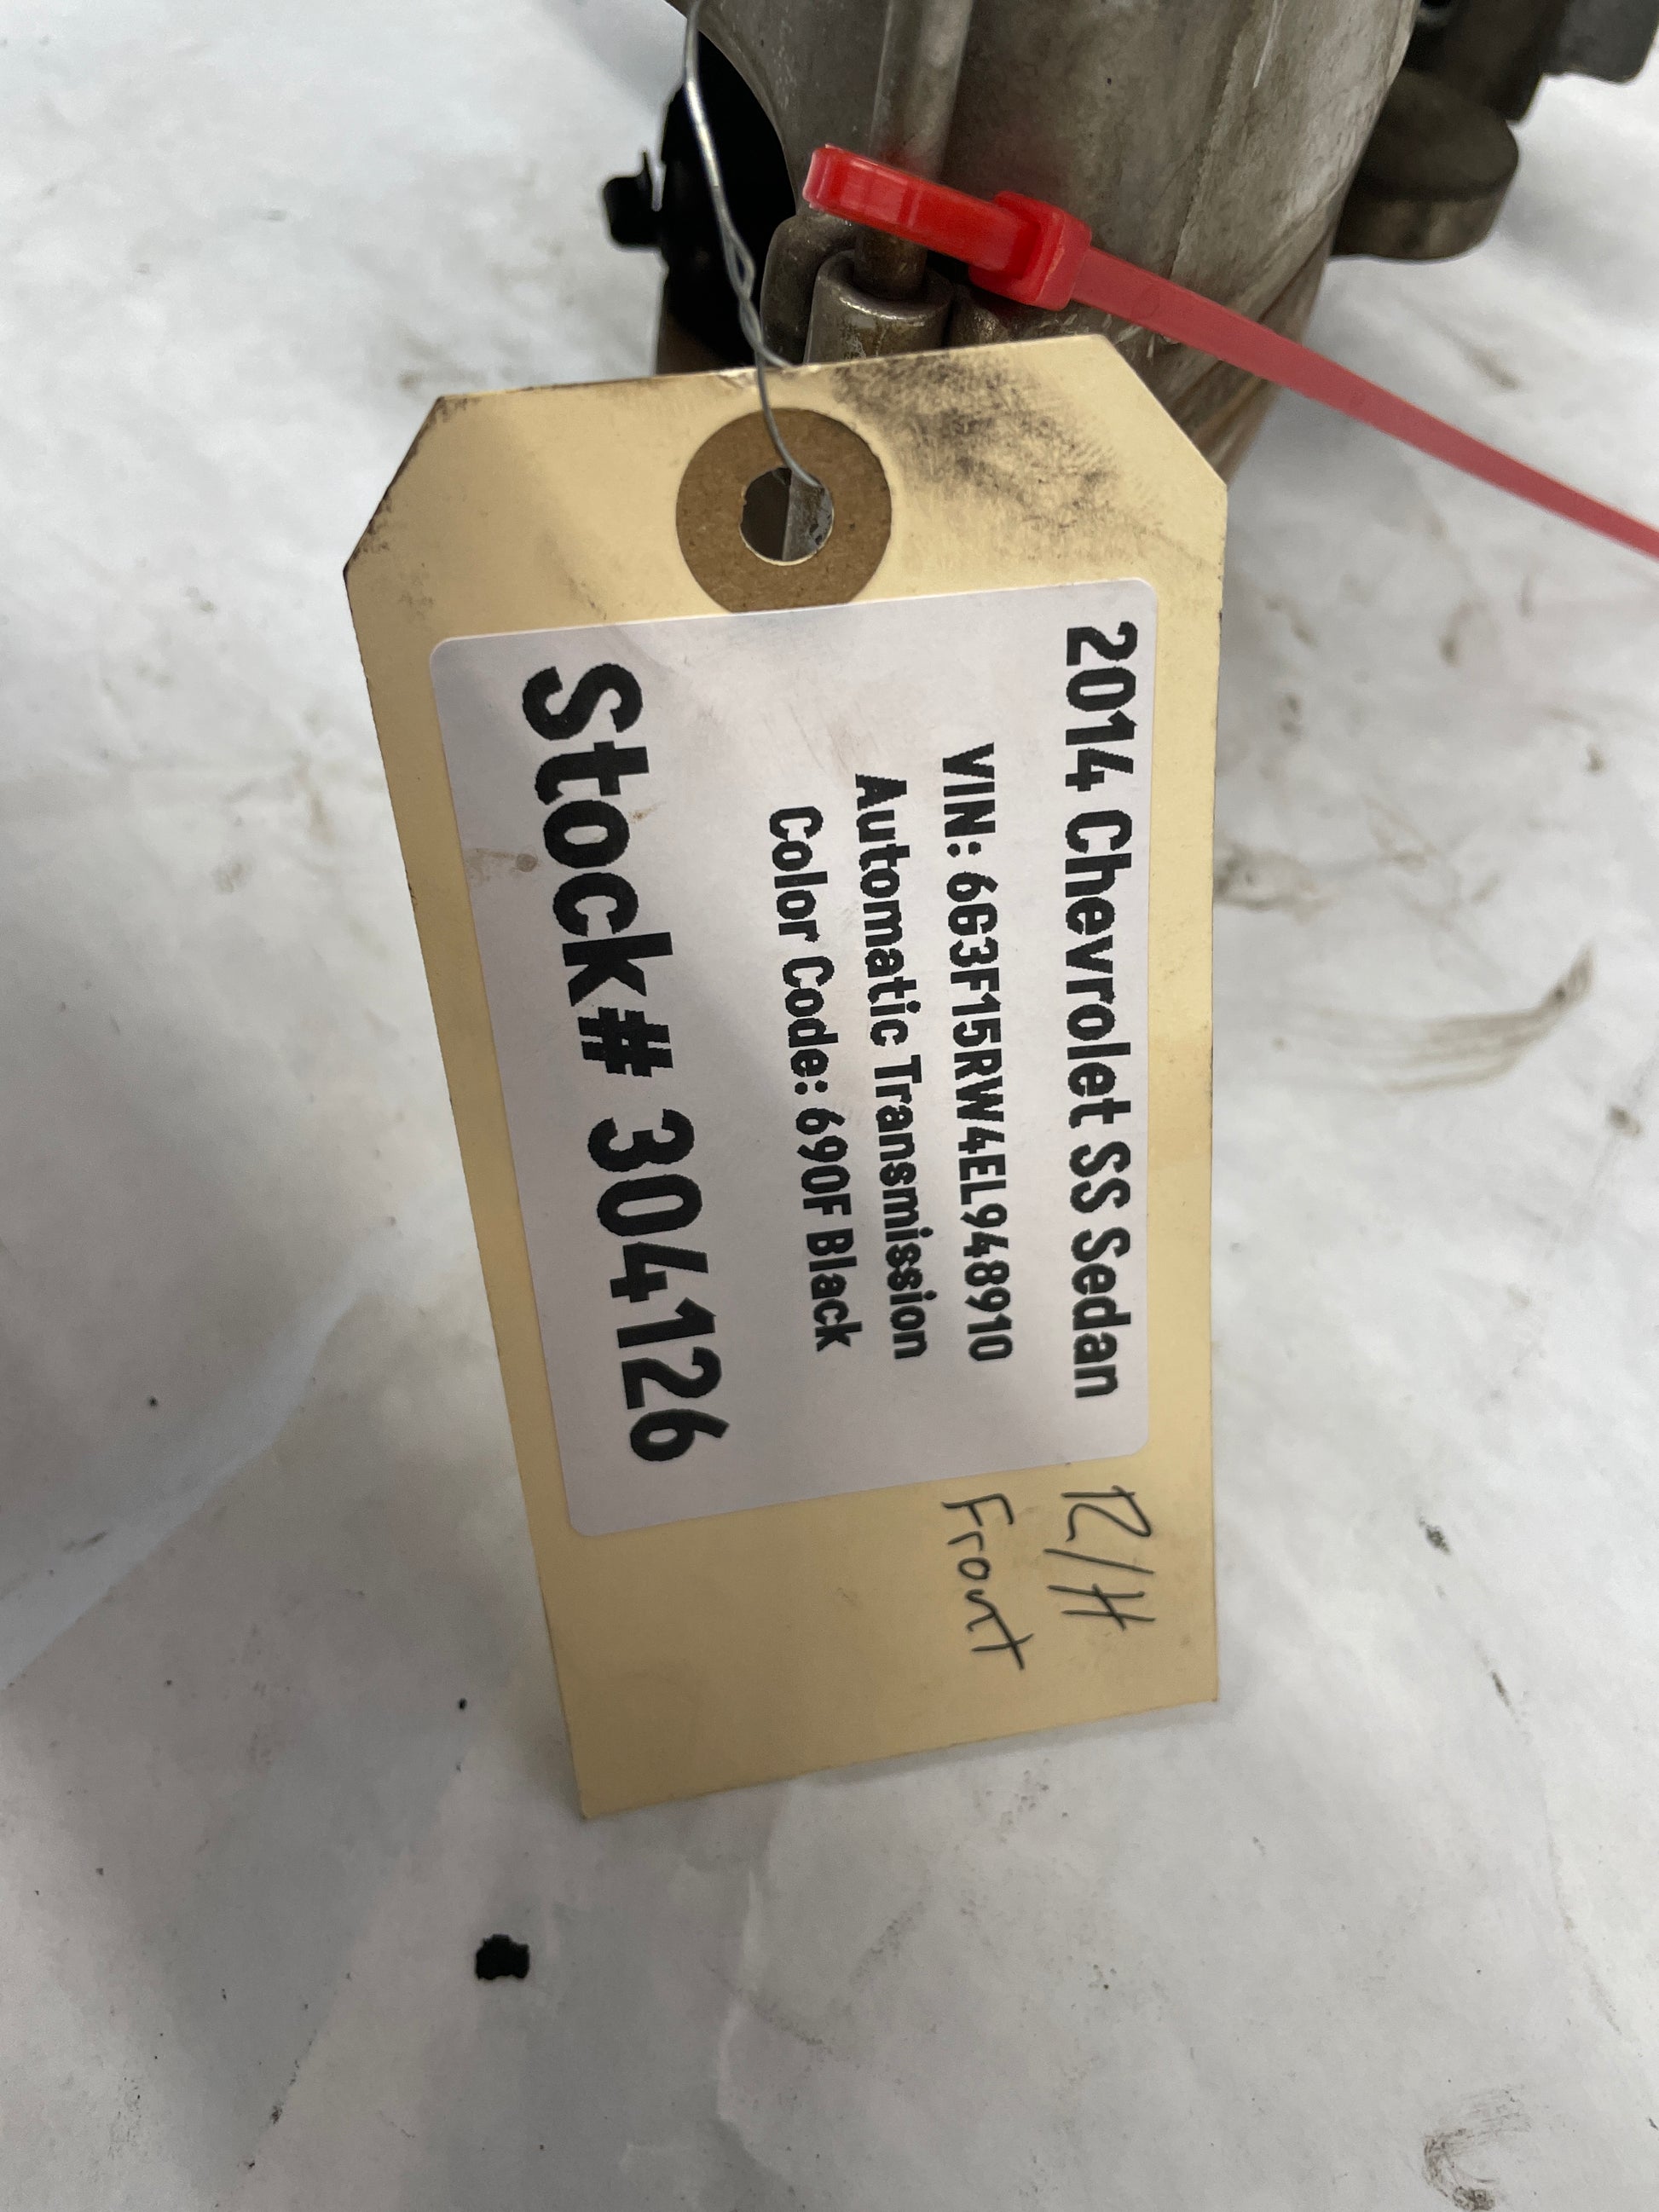 2014 Chevrolet SS Sedan
VIN: 6G3F15RW4EL948910
Automatic Transmission
Color Code: 690F Black
Stock# 304126
R/H
Front